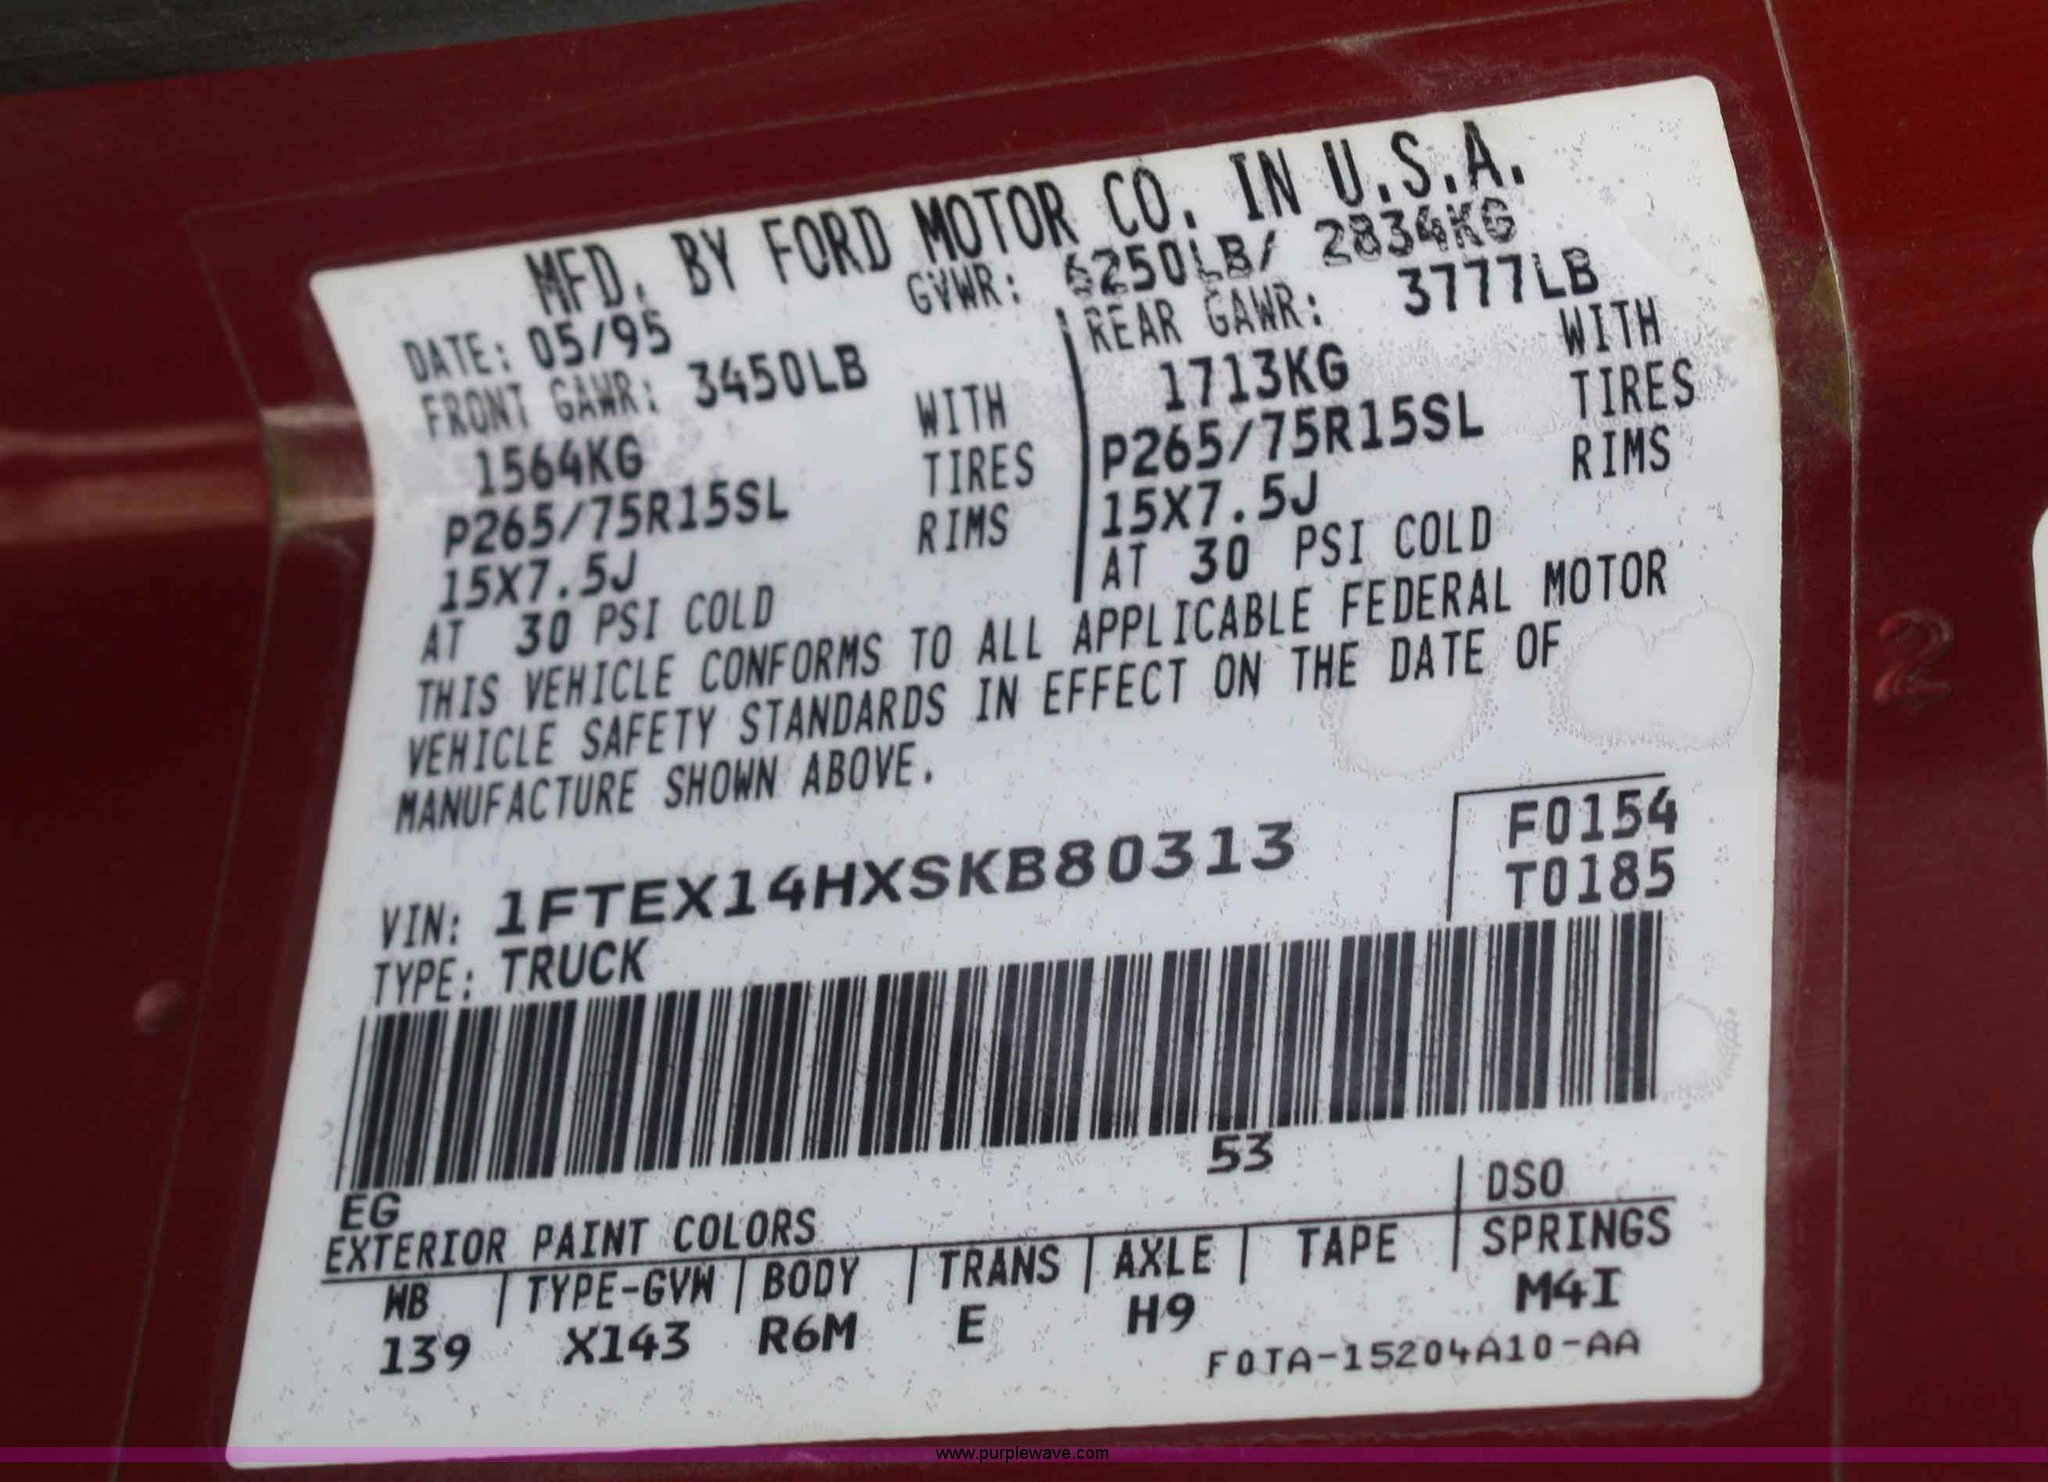 MFD. BY FORD MOTOR CO. IN U.S.A.
DATE: 05/95
GVWR: 6250LB/ 2834KG
FRONT GAWR: 3450LB
1564KG WITH
P265/75R15SL TIRES
15X7.5J RIMS
AT 30 PSI COLD
REAR GAWR: 3777LB
1713KG WITH
P265/75R15SL TIRES
15X7.5J RIMS
AT 30 PSI COLD
THIS VEHICLE CONFORMS TO ALL APPLICABLE FEDERAL MOTOR
VEHICLE SAFETY STANDARDS IN EFFECT ON THE DATE OF
MANUFACTURE SHOWN ABOVE.
F0154
VIN: 1FTEX14HXSKB80313 T0185
TYPE: TRUCK
53
EG DSO
EXTERIOR PAINT COLORS
WB | TYPE-GVW | BODY | TRANS | AXLE | TAPE | SPRINGS
139 X143 R6M E H9 M4I
F0TA-15204A10-AA
2
www.purplewave.com